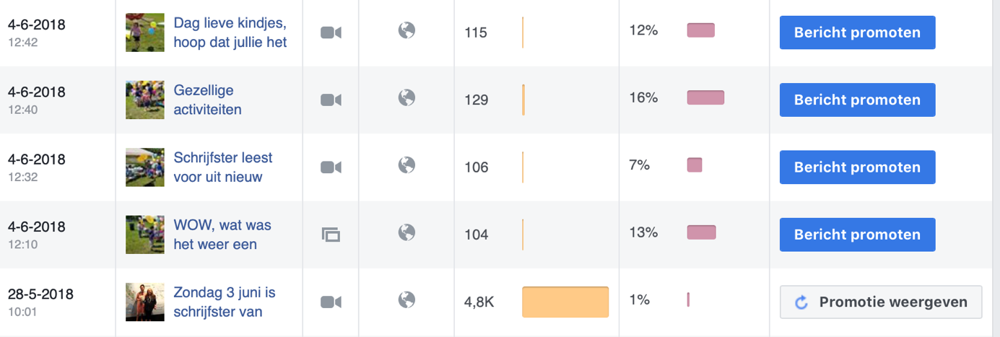 4-6-2018
12:42
Dag lieve kindjes,
hoop dat jullie het
115
12%
Bericht promoten
4-6-2018
12:40
Gezellige
activiteiten
129
16%
Bericht promoten
4-6-2018
12:32
Schrijfster leest
voor uit nieuw
106
7%
Bericht promoten
4-6-2018
12:10
WOW, wat was
het weer een
104
13%
Bericht promoten
28-5-2018
10:01
Zondag 3 juni is
schrijfster van
4,8K
1%
Promotie weergeven